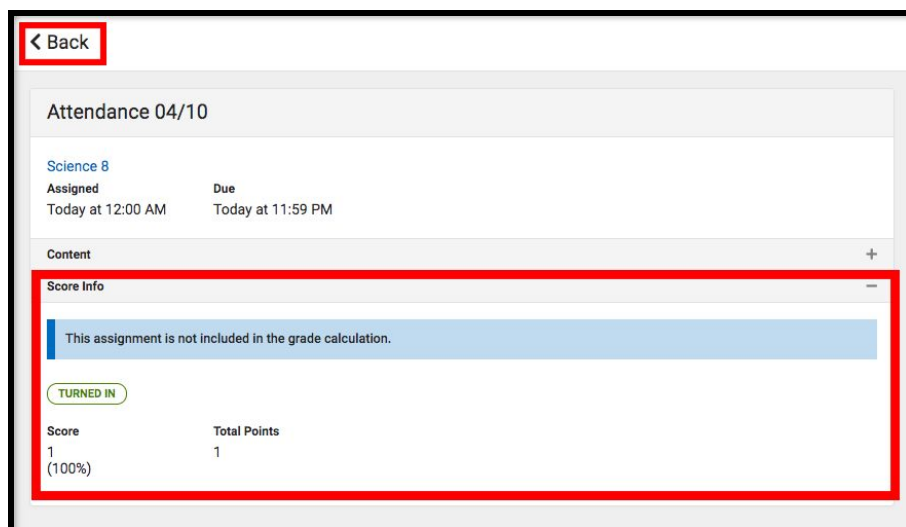 Back
Attendance 04/10
Science 8
Assigned Due
Today at 12:00 AM Today at 11:59 PM
Content
Score Info
This assignment is not included in the grade calculation.
TURNED IN
Score Total Points
1 1
(100%)